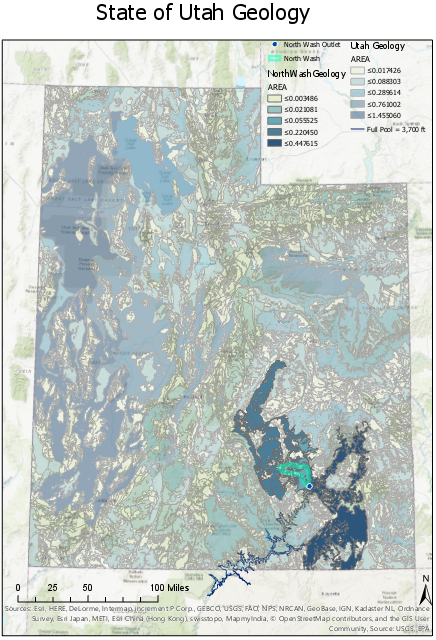 State of Utah Geology
North Wash Outlet
North Wash
NorthWashGeology
AREA
≤0.003486
≤0.021081
≤0.055525
≤0.220450
≤0.447615
Utah Geology
AREA
≤0.017426
≤0.088303
≤0.289614
≤0.761002
≤1.455060
Full Pool = 3,700 ft
0 25 50 100 Miles
N
Sources: Esri, HERE, DeLorme, Intermap, increment P Corp., GEBCO, USGS, FAO, NPS, NRCAN, GeoBase, IGN, Kadaster NL, Ordnance
Survey, Esri Japan, METI, Esri China (Hong Kong), swisstopo, MapmyIndia, © OpenStreetMap contributors, and the GIS User
Community, Source: USGS, EPA